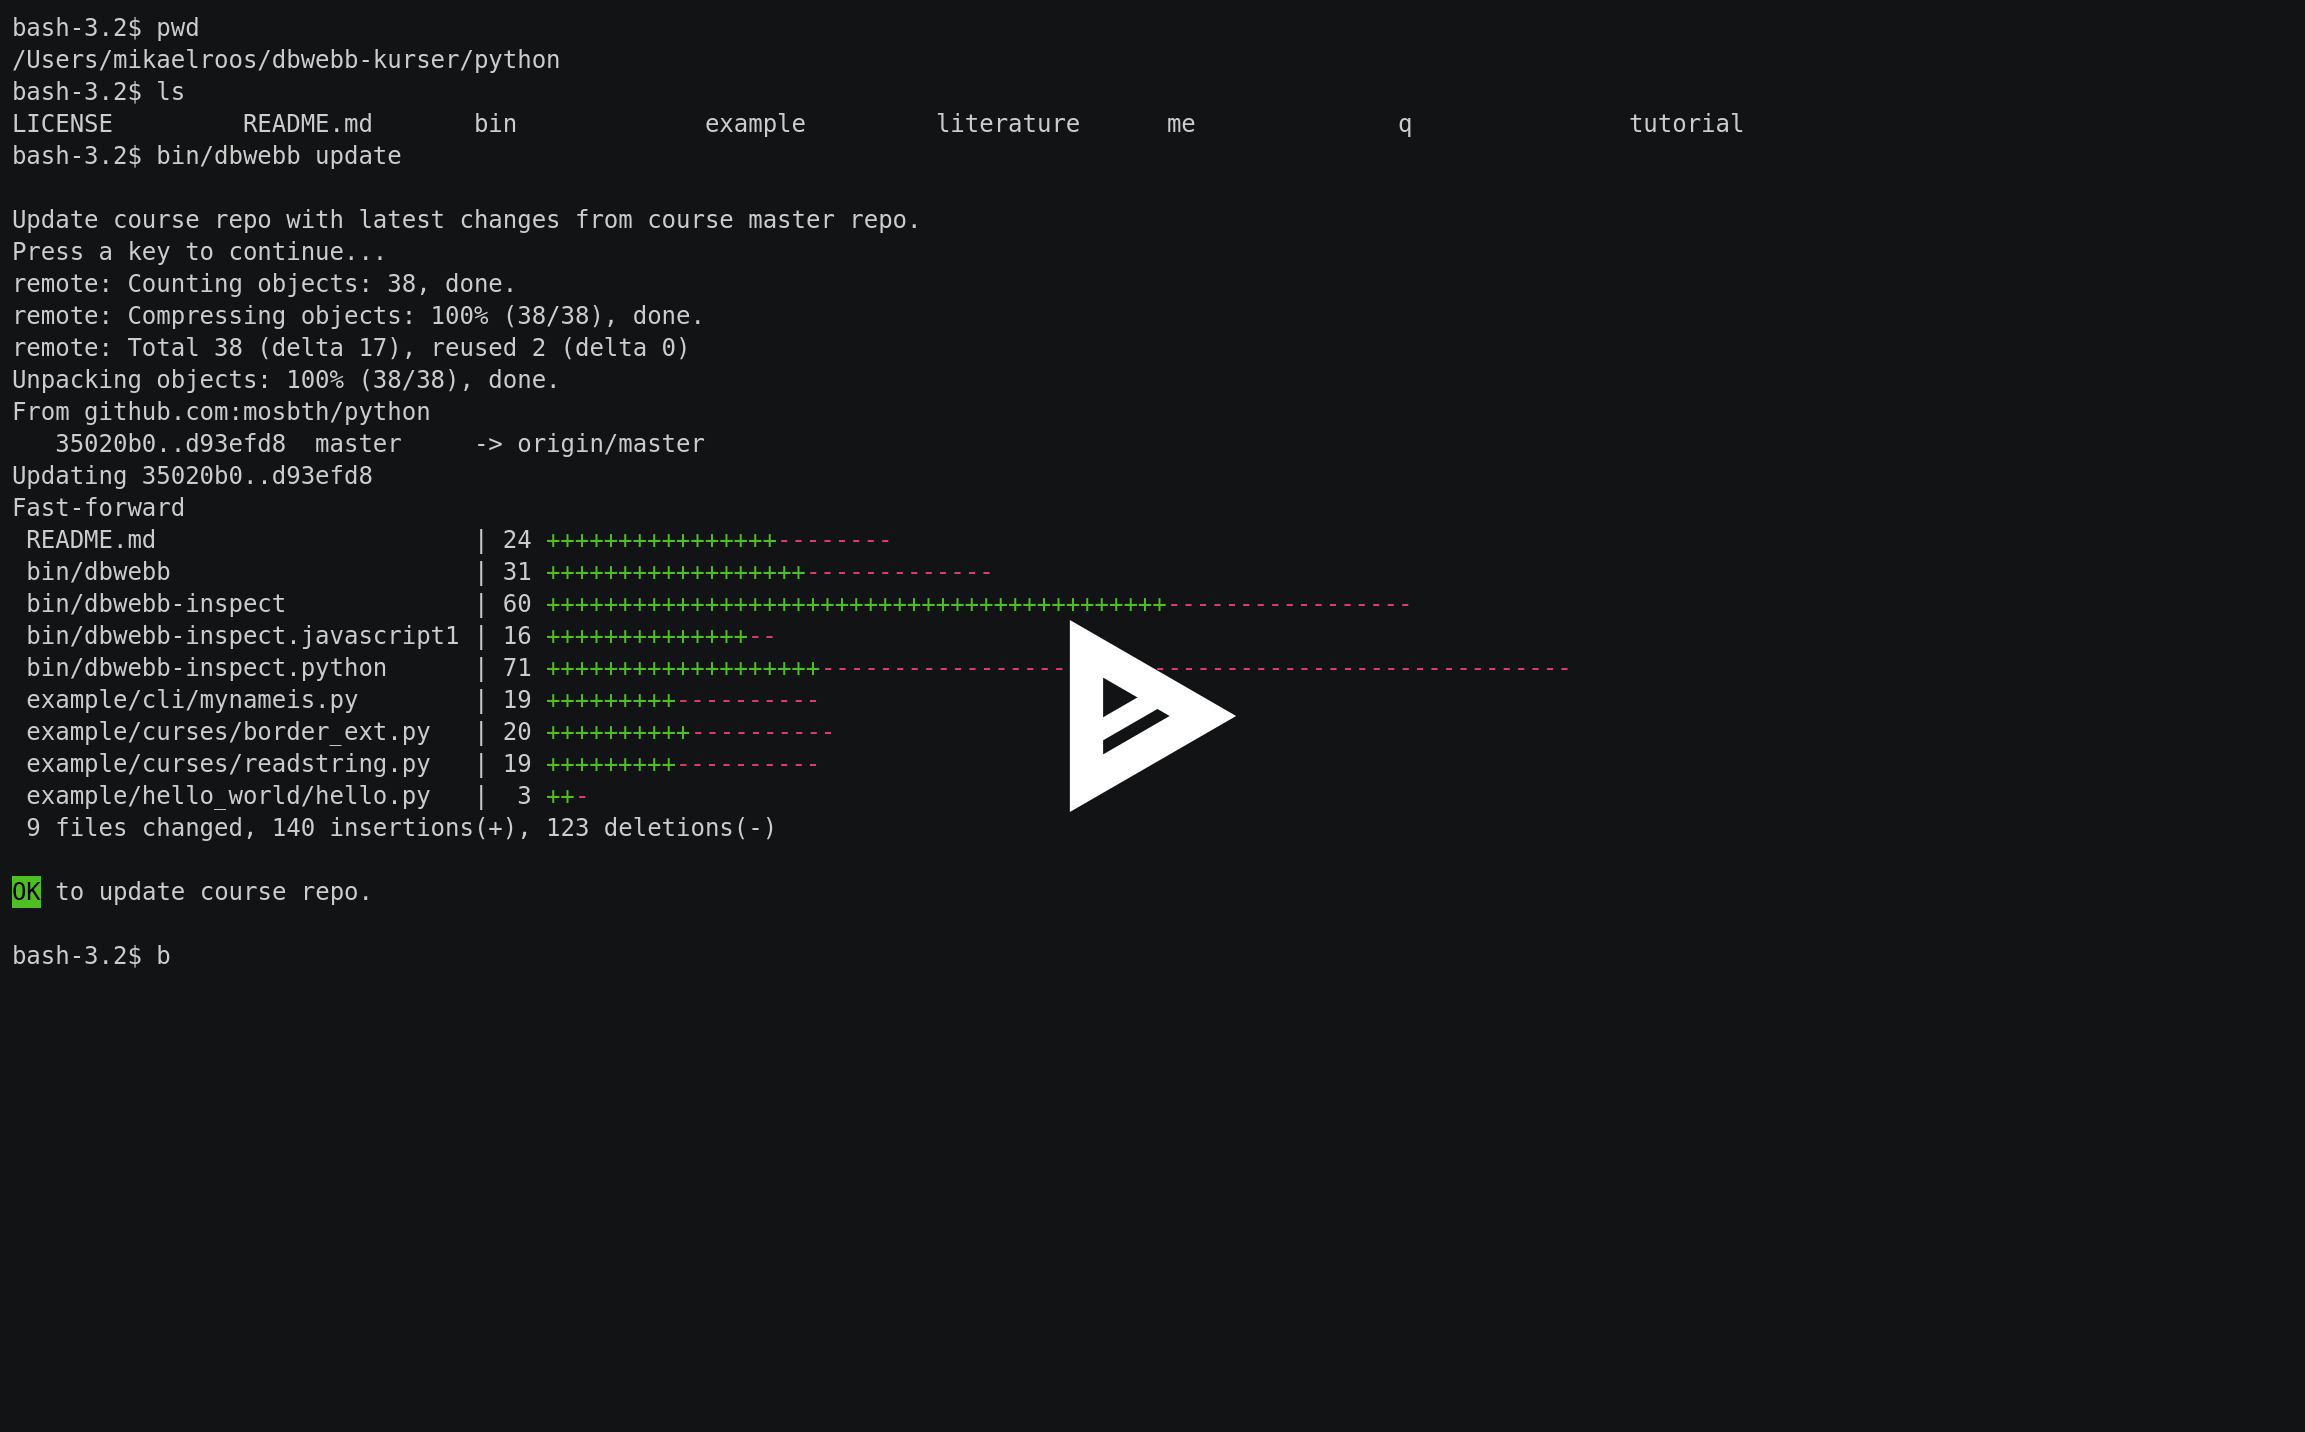 bash-3.2$ pwd
/Users/mikaelroos/dbwebb-kurser/python
bash-3.2$ ls
LICENSE         README.md       bin             example         literature      me              q               tutorial
bash-3.2$ bin/dbwebb update

Update course repo with latest changes from course master repo.
Press a key to continue...
remote: Counting objects: 38, done.
remote: Compressing objects: 100% (38/38), done.
remote: Total 38 (delta 17), reused 2 (delta 0)
Unpacking objects: 100% (38/38), done.
From github.com:mosbth/python
   35020b0..d93efd8  master     -> origin/master
Updating 35020b0..d93efd8
Fast-forward
 README.md                      | 24 ++++++++++++++++--------
 bin/dbwebb                     | 31 ++++++++++++++++++-------------
 bin/dbwebb-inspect             | 60 +++++++++++++++++++++++++++++++++++++++++++-----------------
 bin/dbwebb-inspect.javascript1 | 16 ++++++++++++++--
 bin/dbwebb-inspect.python      | 71 +++++++++++++++++++----------------------------------------------------
 example/cli/mynameis.py        | 19 +++++++++----------
 example/curses/border_ext.py   | 20 ++++++++++----------
 example/curses/readstring.py   | 19 +++++++++----------
 example/hello_world/hello.py   |  3 ++-
 9 files changed, 140 insertions(+), 123 deletions(-)

OK to update course repo.

bash-3.2$ b